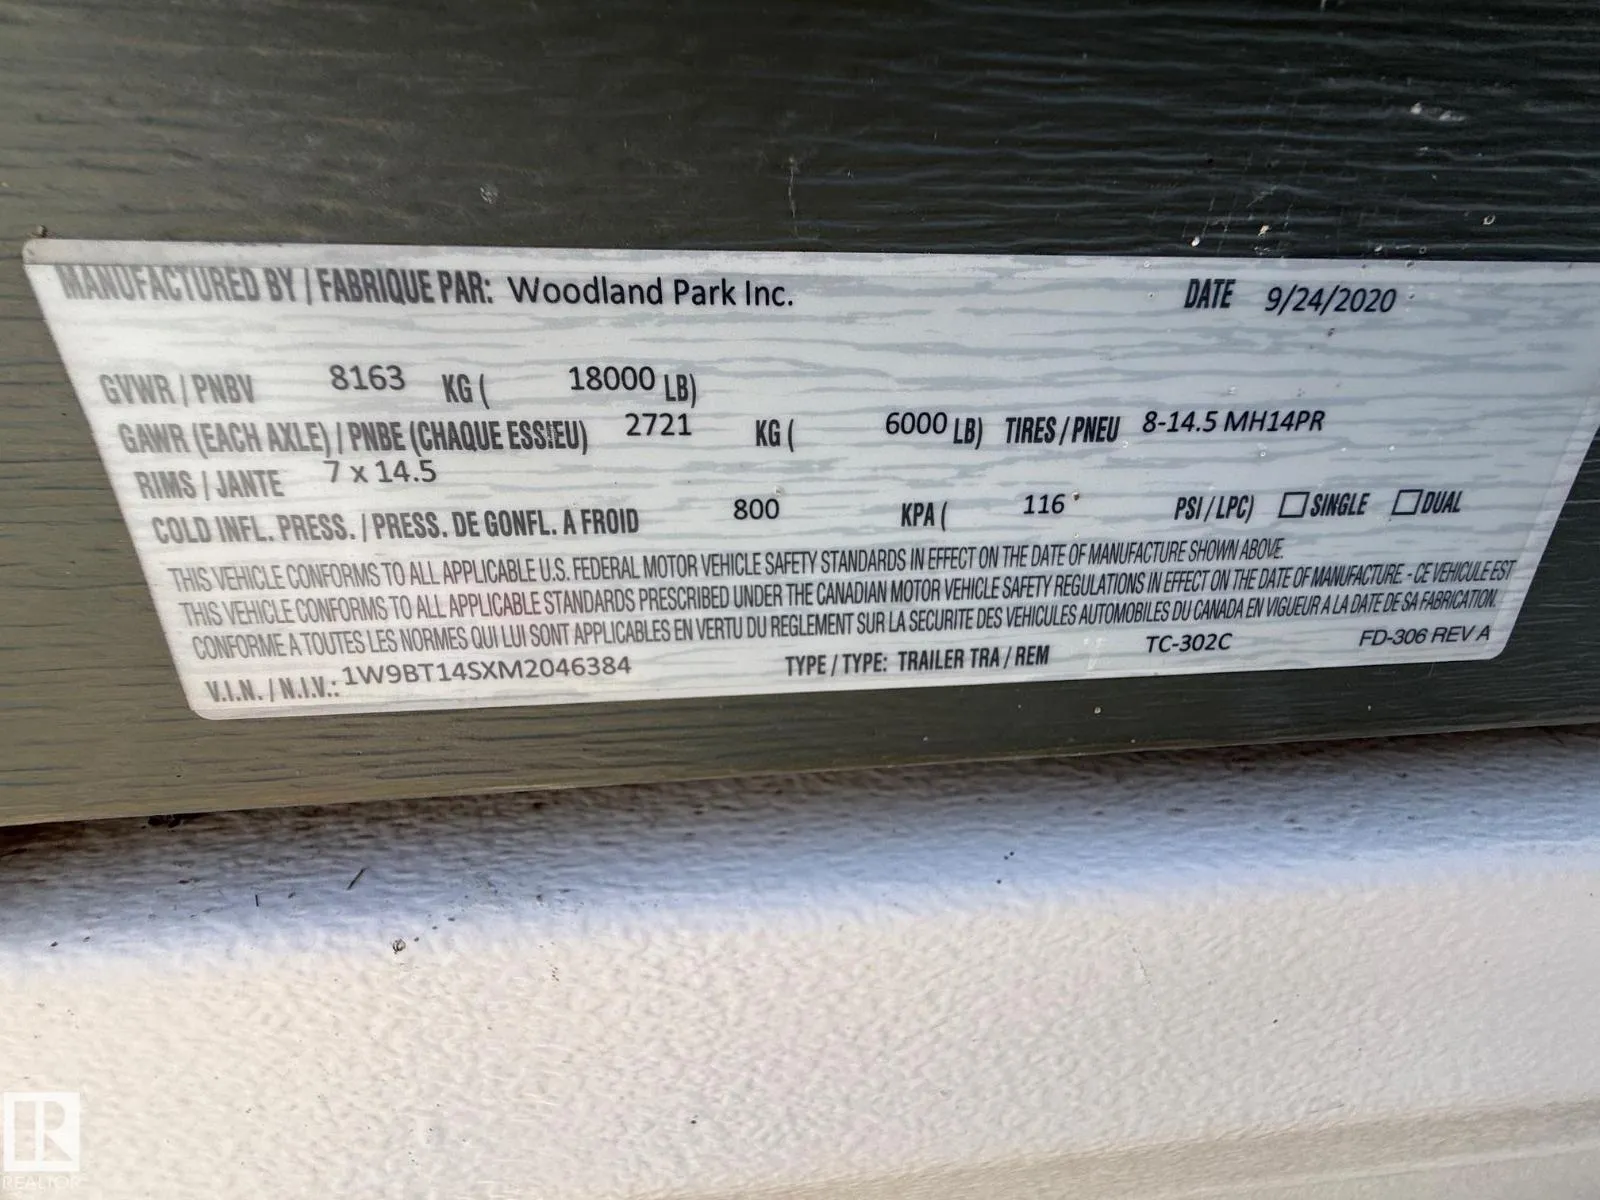 MANUFACTURED BY / FABRIQUE PAR: Woodland Park Inc. DATE 9/24/2020
GVWR / PNBV 8163 KG ( 18000 LB)
GAWR (EACH AXLE) / PNBE (CHAQUE ESSIEU) 2721 KG ( 6000 LB) TIRES / PNEU 8-14.5 MH14PR
RIMS / JANTE 7 x 14.5
COLD INFL. PRESS. / PRESS. DE GONFL. A FROID 800 KPA ( 116 PSI / LPC) ☐ SINGLE ☐ DUAL
THIS VEHICLE CONFORMS TO ALL APPLICABLE U.S. FEDERAL MOTOR VEHICLE SAFETY STANDARDS IN EFFECT ON THE DATE OF MANUFACTURE SHOWN ABOVE.
THIS VEHICLE CONFORMS TO ALL APPLICABLE STANDARDS PRESCRIBED UNDER THE CANADIAN MOTOR VEHICLE SAFETY REGULATIONS IN EFFECT ON THE DATE OF MANUFACTURE - CE VEHICULE EST
CONFORME A TOUTES LES NORMES QUI LUI SONT APPLICABLES EN VERTU DU REGLEMENT SUR LA SECURITE DES VEHICULES AUTOMOBILES DU CANADA EN VIGUEUR A LA DATE DE SA FABRICATION.
V.I.N. / N.I.V.: 1W9BT14SXM2046384 TYPE / TYPE: TRAILER TRA / REM TC-302C FD-306 REV A
REALTOR